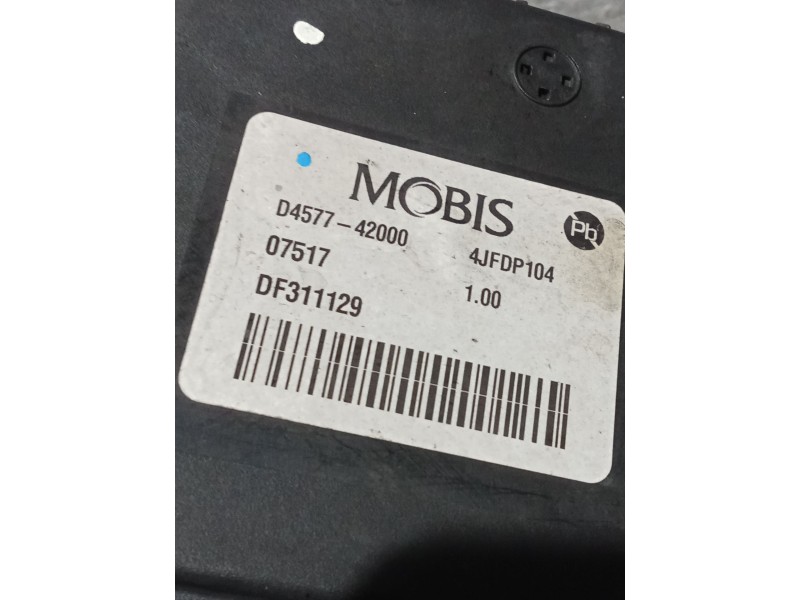 MOBIS
Pb
D4577-42000 4JFDP104
07517 1.00
DF311129